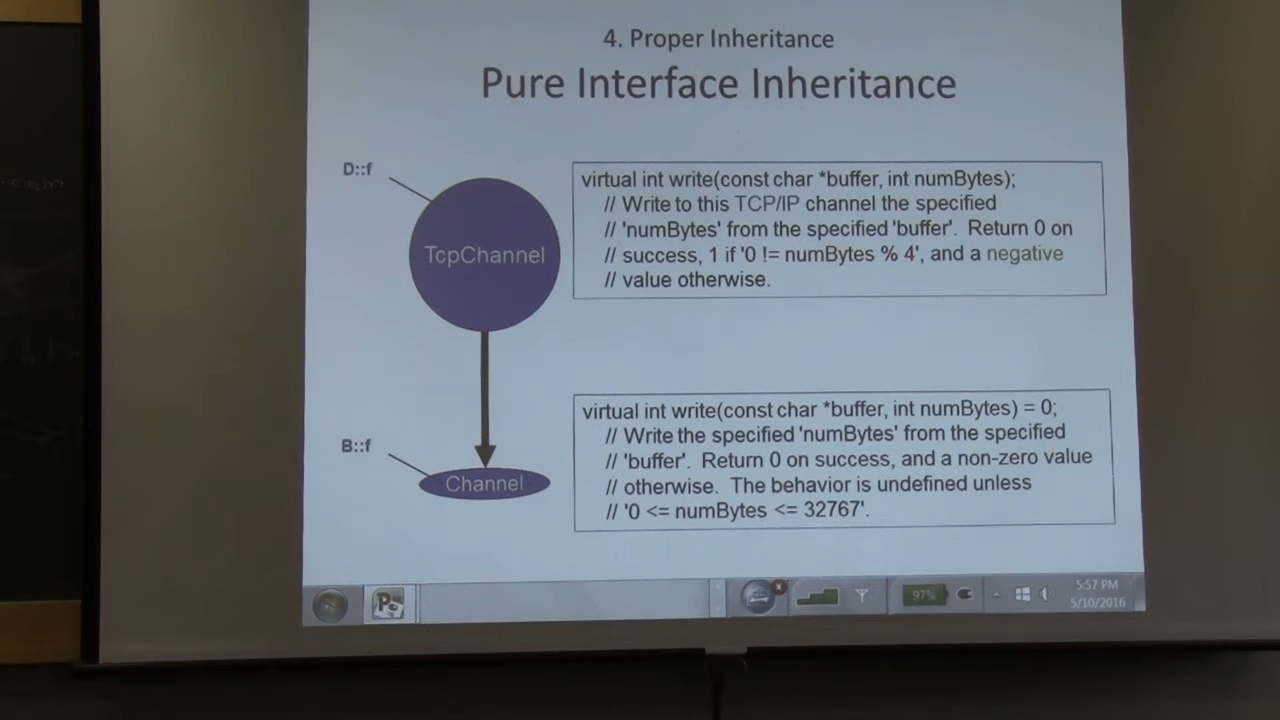 4. Proper Inheritance
Pure Interface Inheritance
D::f
TcpChannel
virtual int write(const char *buffer, int numBytes);
// Write to this TCP/IP channel the specified
// 'numBytes' from the specified 'buffer'.  Return 0 on
// success, 1 if '0 != numBytes % 4', and a negative
// value otherwise.
B::f
Channel
virtual int write(const char *buffer, int numBytes) = 0;
// Write the specified 'numBytes' from the specified
// 'buffer'.  Return 0 on success, and a non-zero value
// otherwise.  The behavior is undefined unless
// '0 <= numBytes <= 32767'.
97%
5:57 PM
5/10/2016